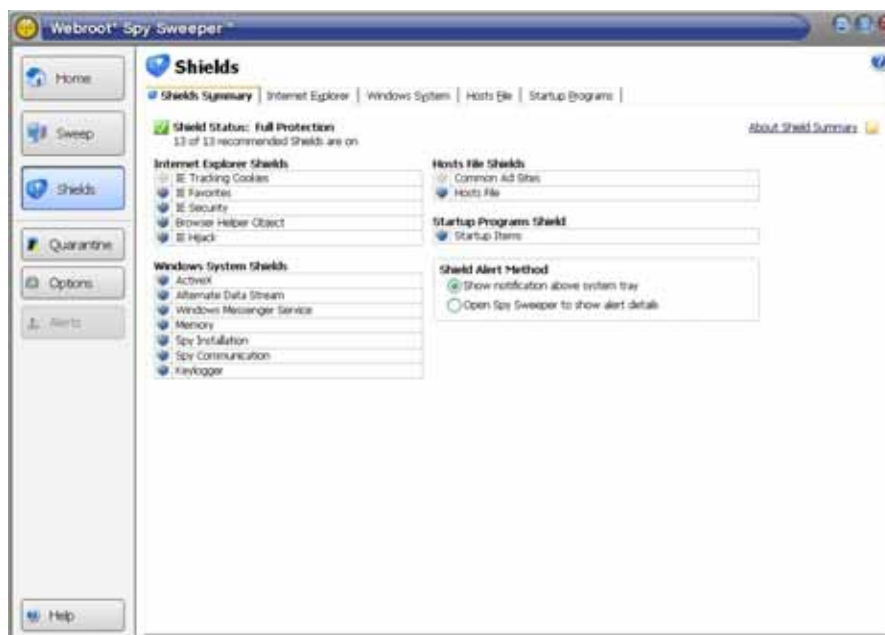 Webroot® Spy Sweeper™
Home
Sweep
Shields
Quarantine
Options
Alerts
Help
Shields
Shields Summary | Internet Explorer | Windows System | Hosts File | Startup Programs |
Shield Status: Full Protection
13 of 13 recommended Shields are on
About Shield Summary
Internet Explorer Shields
IE Tracking Cookies
IE Favorites
IE Security
Browser Helper Object
IE Hijack
Windows System Shields
ActiveX
Alternate Data Stream
Windows Messenger Service
Memory
Spy Installation
Spy Communication
Keylogger
Hosts File Shields
Common Ad Sites
Hosts File
Startup Programs Shield
Startup Items
Shield Alert Method
Show notification above system tray
Open Spy Sweeper to show alert details